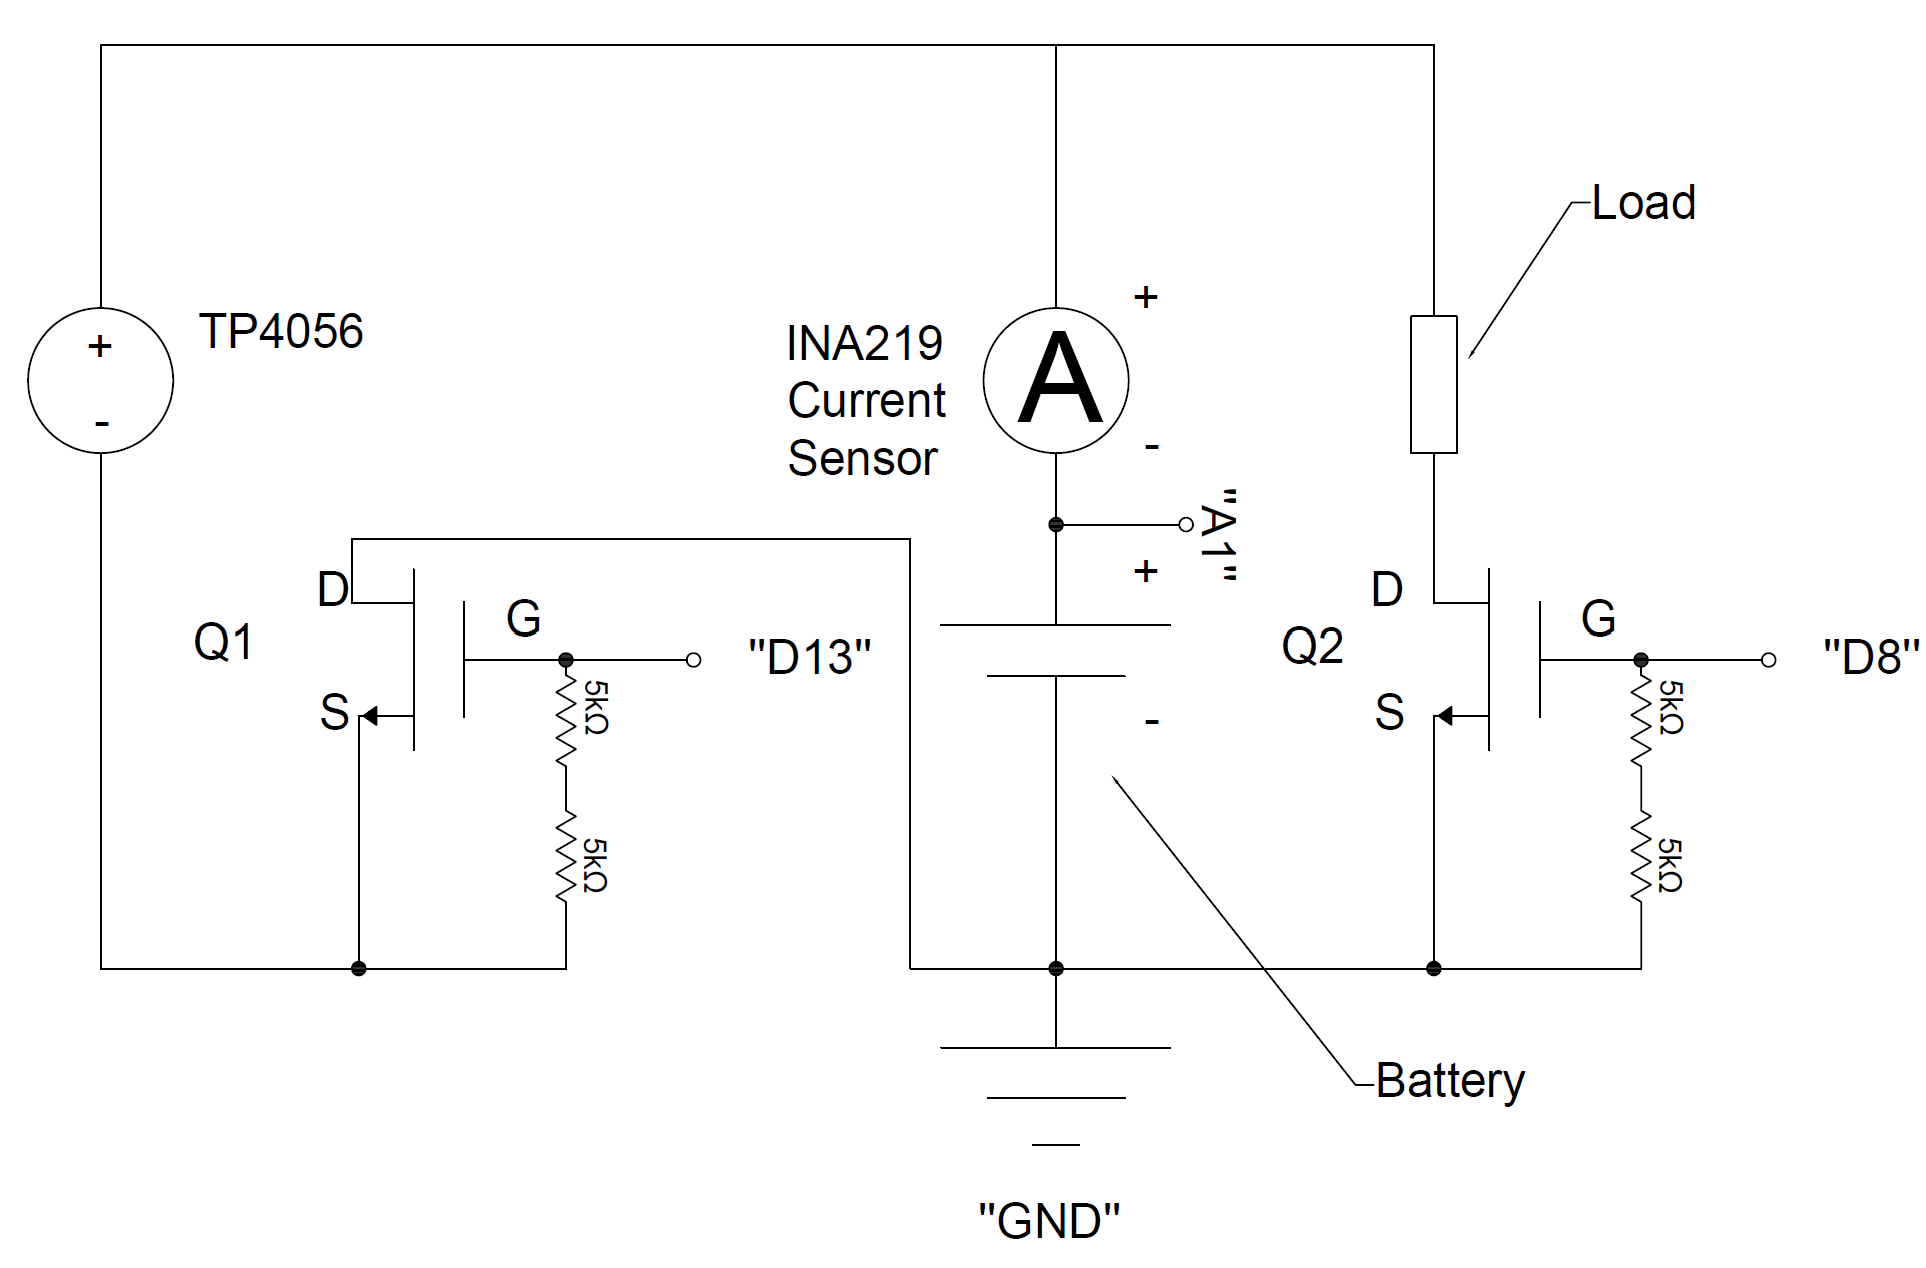 Load
+
TP4056
+
-
INA219
Current
Sensor
A
+
-
"A1"
+
-
D
Q1
G
S
"D13"
5kΩ
5kΩ
D
Q2
G
S
"D8"
5kΩ
5kΩ
Battery
"GND"